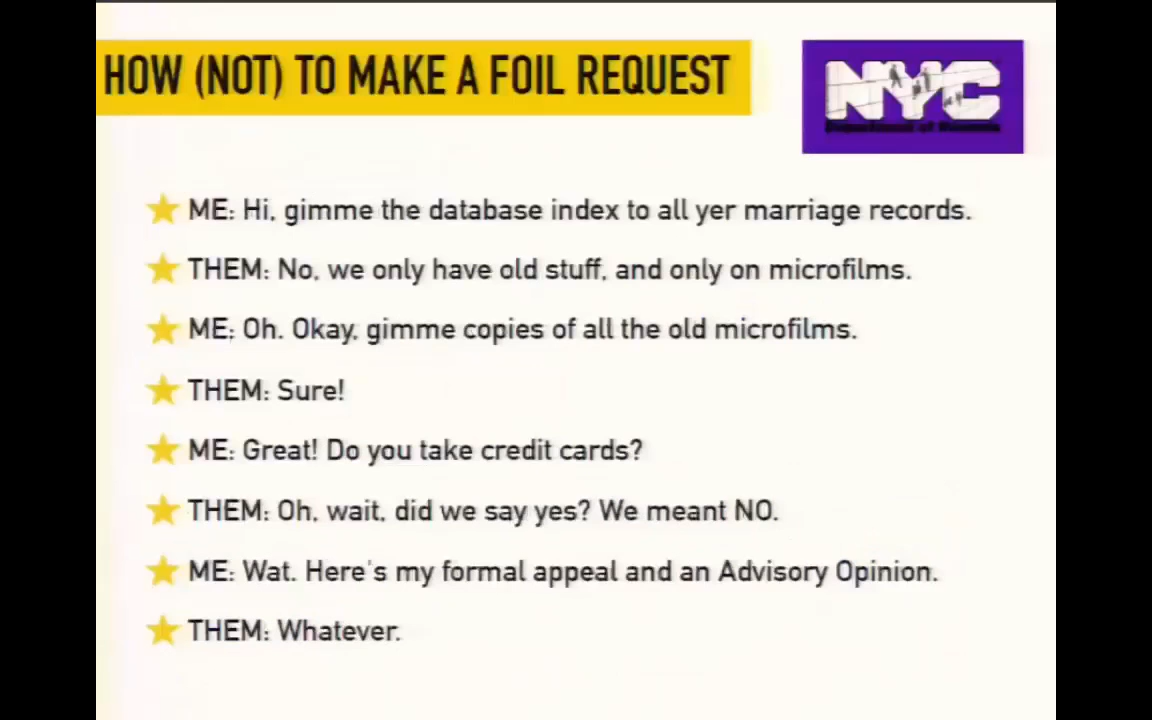 HOW (NOT) TO MAKE A FOIL REQUEST
NYC
Department of Records
ME: Hi, gimme the database index to all yer marriage records.
THEM: No, we only have old stuff, and only on microfilms.
ME: Oh. Okay, gimme copies of all the old microfilms.
THEM: Sure!
ME: Great! Do you take credit cards?
THEM: Oh, wait, did we say yes? We meant NO.
ME: Wat. Here's my formal appeal and an Advisory Opinion.
THEM: Whatever.